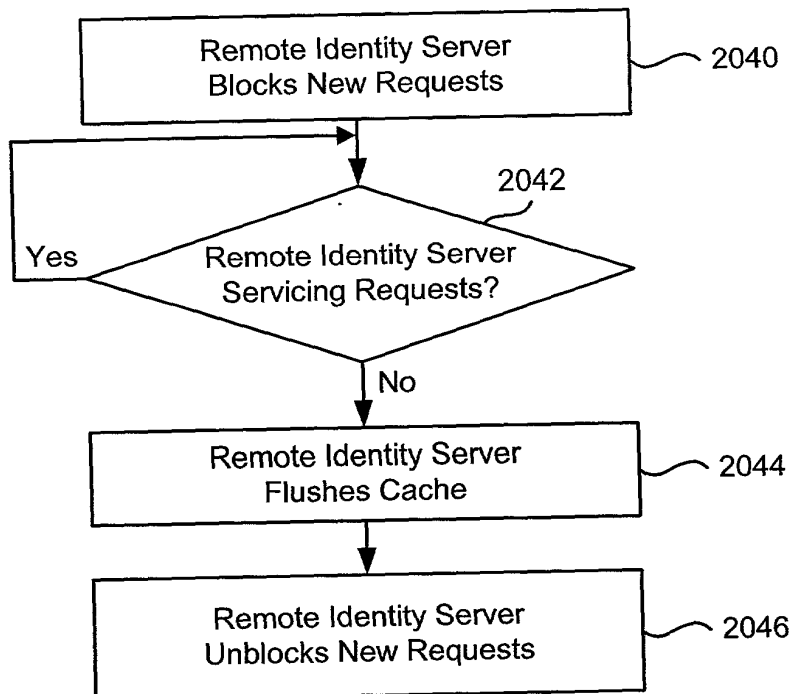 Remote Identity Server
Blocks New Requests
2040
2042
Yes
Remote Identity Server
Servicing Requests?
No
Remote Identity Server
Flushes Cache
2044
Remote Identity Server
Unblocks New Requests
2046